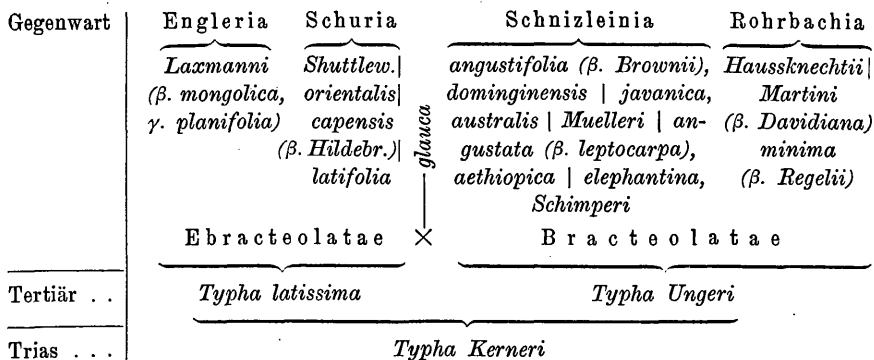 Gegenwart Engleria Schuria Schnizleinia Rohrbachia
Laxmanni Shuttlew.| angustifolia (β. Brownii), Haussknechtii|
(β. mongolica, orientalis| dominginensis | javanica, Martini
γ. planifolia) capensis glauca australis | Muelleri | an- (β. Davidiana)
(β. Hildebr.)| gustata (β. leptocarpa), minima
latifolia aethiopica | elephantina, (β. Regelii)
Schimperi
Ebracteolatae × Bracteolatae
Tertiär . . Typha latissima Typha Ungeri
Trias . . . Typha Kerneri